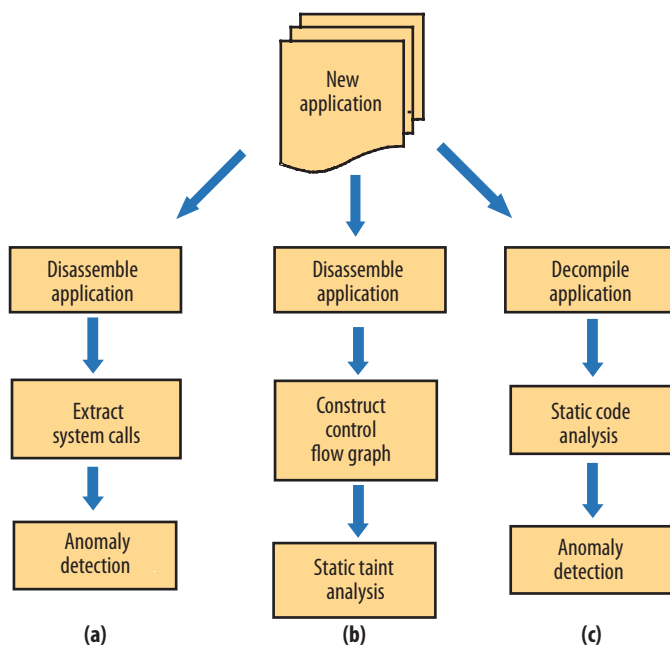 New
application
Disassemble
application
Disassemble
application
Decompile
application
Extract
system calls
Construct
control
flow graph
Static code
analysis
Anomaly
detection
Static taint
analysis
Anomaly
detection
(a)
(b)
(c)